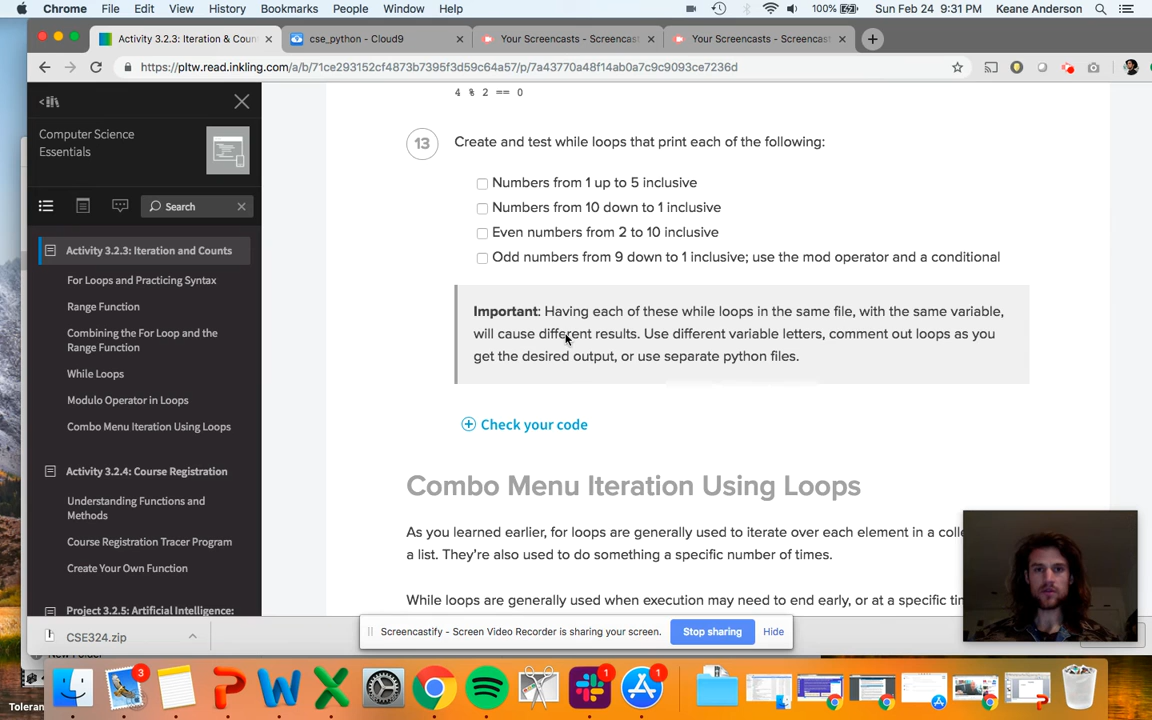 Chrome File Edit View History Bookmarks People Window Help 100% Sun Feb 24 9:31 PM Keane Anderson
Activity 3.2.3: Iteration & Coun cse_python - Cloud9 Your Screencasts - Screencas Your Screencasts - Screencast
https://pltw.read.inkling.com/a/b/71ce293152cf4873b7395f3d59c64a57/p/7a43770a48f14ab0a7c9c9093ce7236d
Computer Science
Essentials
Search
Activity 3.2.3: Iteration and Counts
For Loops and Practicing Syntax
Range Function
Combining the For Loop and the
Range Function
While Loops
Modulo Operator in Loops
Combo Menu Iteration Using Loops
Activity 3.2.4: Course Registration
Understanding Functions and
Methods
Course Registration Tracer Program
Create Your Own Function
Project 3.2.5: Artificial Intelligence:
4 % 2 == 0
13 Create and test while loops that print each of the following:
Numbers from 1 up to 5 inclusive
Numbers from 10 down to 1 inclusive
Even numbers from 2 to 10 inclusive
Odd numbers from 9 down to 1 inclusive; use the mod operator and a conditional
Important: Having each of these while loops in the same file, with the same variable,
will cause different results. Use different variable letters, comment out loops as you
get the desired output, or use separate python files.
Check your code
Combo Menu Iteration Using Loops
As you learned earlier, for loops are generally used to iterate over each element in a colle
a list. They're also used to do something a specific number of times.
While loops are generally used when execution may need to end early, or at a specific tim
Screencastify - Screen Video Recorder is sharing your screen. Stop sharing Hide
CSE324.zip
New Folder
Toleran
3
1
1